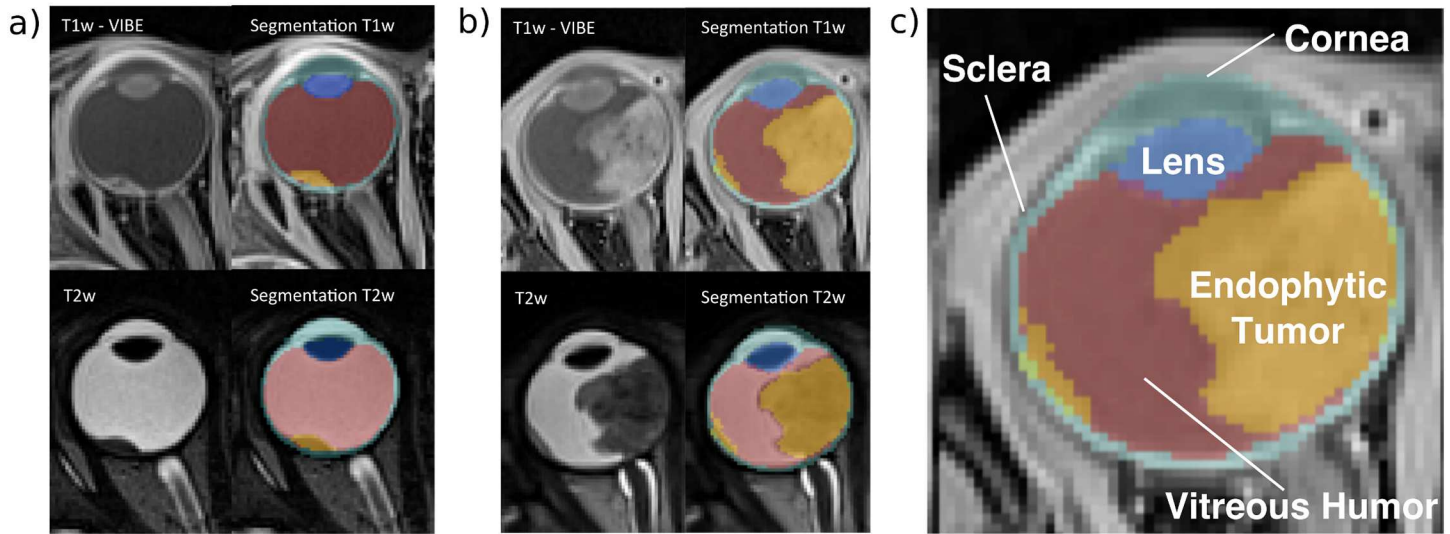 a)
T1w - VIBE
Segmentation T1w
T2w
Segmentation T2w
b)
T1w - VIBE
Segmentation T1w
T2w
Segmentation T2w
c)
Cornea
Sclera
Lens
Endophytic
Tumor
Vitreous Humor